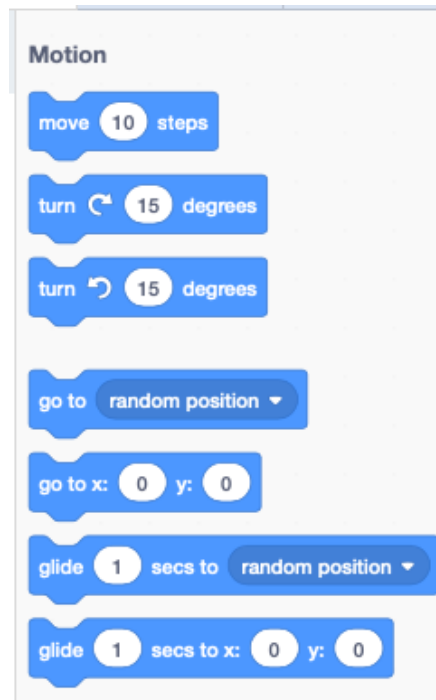 Motion
move 10 steps
turn 15 degrees
turn 15 degrees
go to random position
go to x: 0 y: 0
glide 1 secs to random position
glide 1 secs to x: 0 y: 0